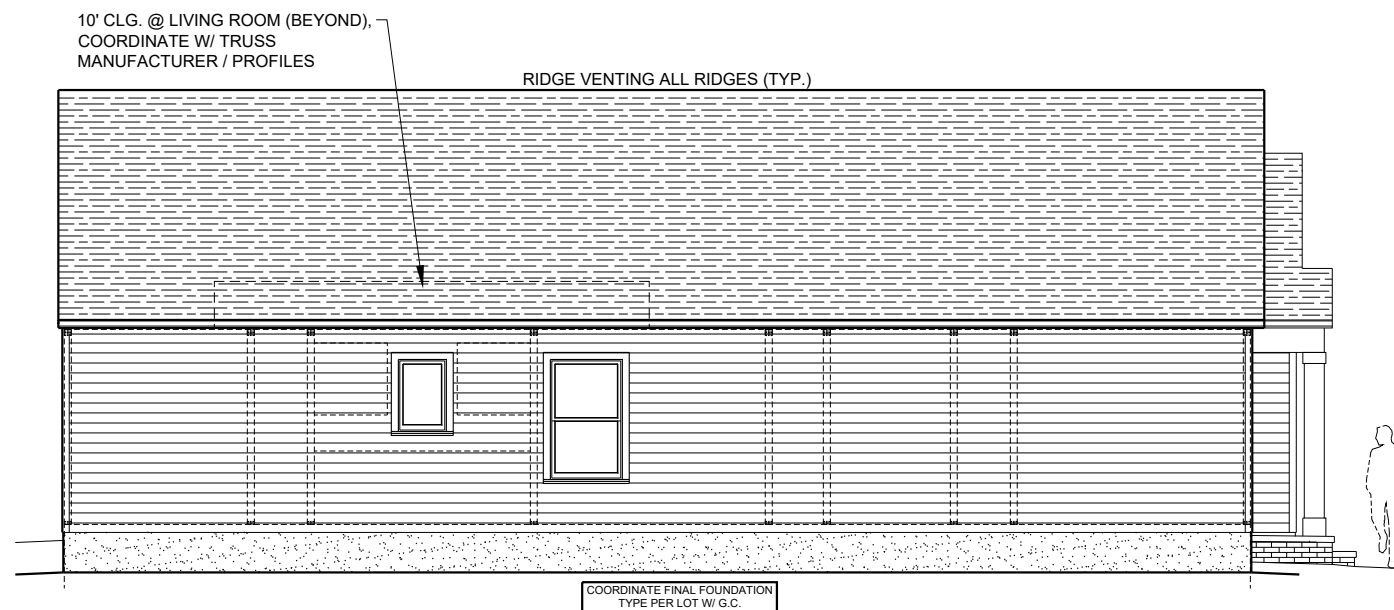 10' CLG. @ LIVING ROOM (BEYOND),
COORDINATE W/ TRUSS
MANUFACTURER / PROFILES
RIDGE VENTING ALL RIDGES (TYP.)
COORDINATE FINAL FOUNDATION
TYPE PER LOT W/ G.C.